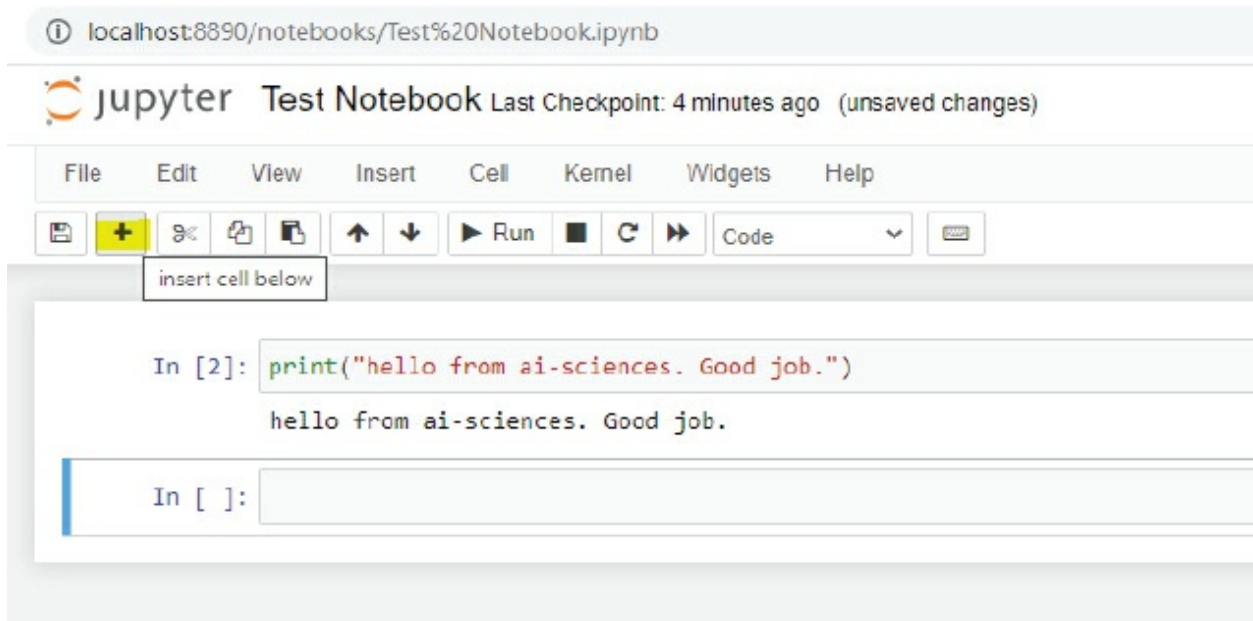 localhost:8890/notebooks/Test%20Notebook.ipynb
jupyter Test Notebook Last Checkpoint: 4 minutes ago (unsaved changes)
File Edit View Insert Cell Kernel Widgets Help
Run Code
insert cell below
In [2]: print("hello from ai-sciences. Good job.")
hello from ai-sciences. Good job.
In [ ]: